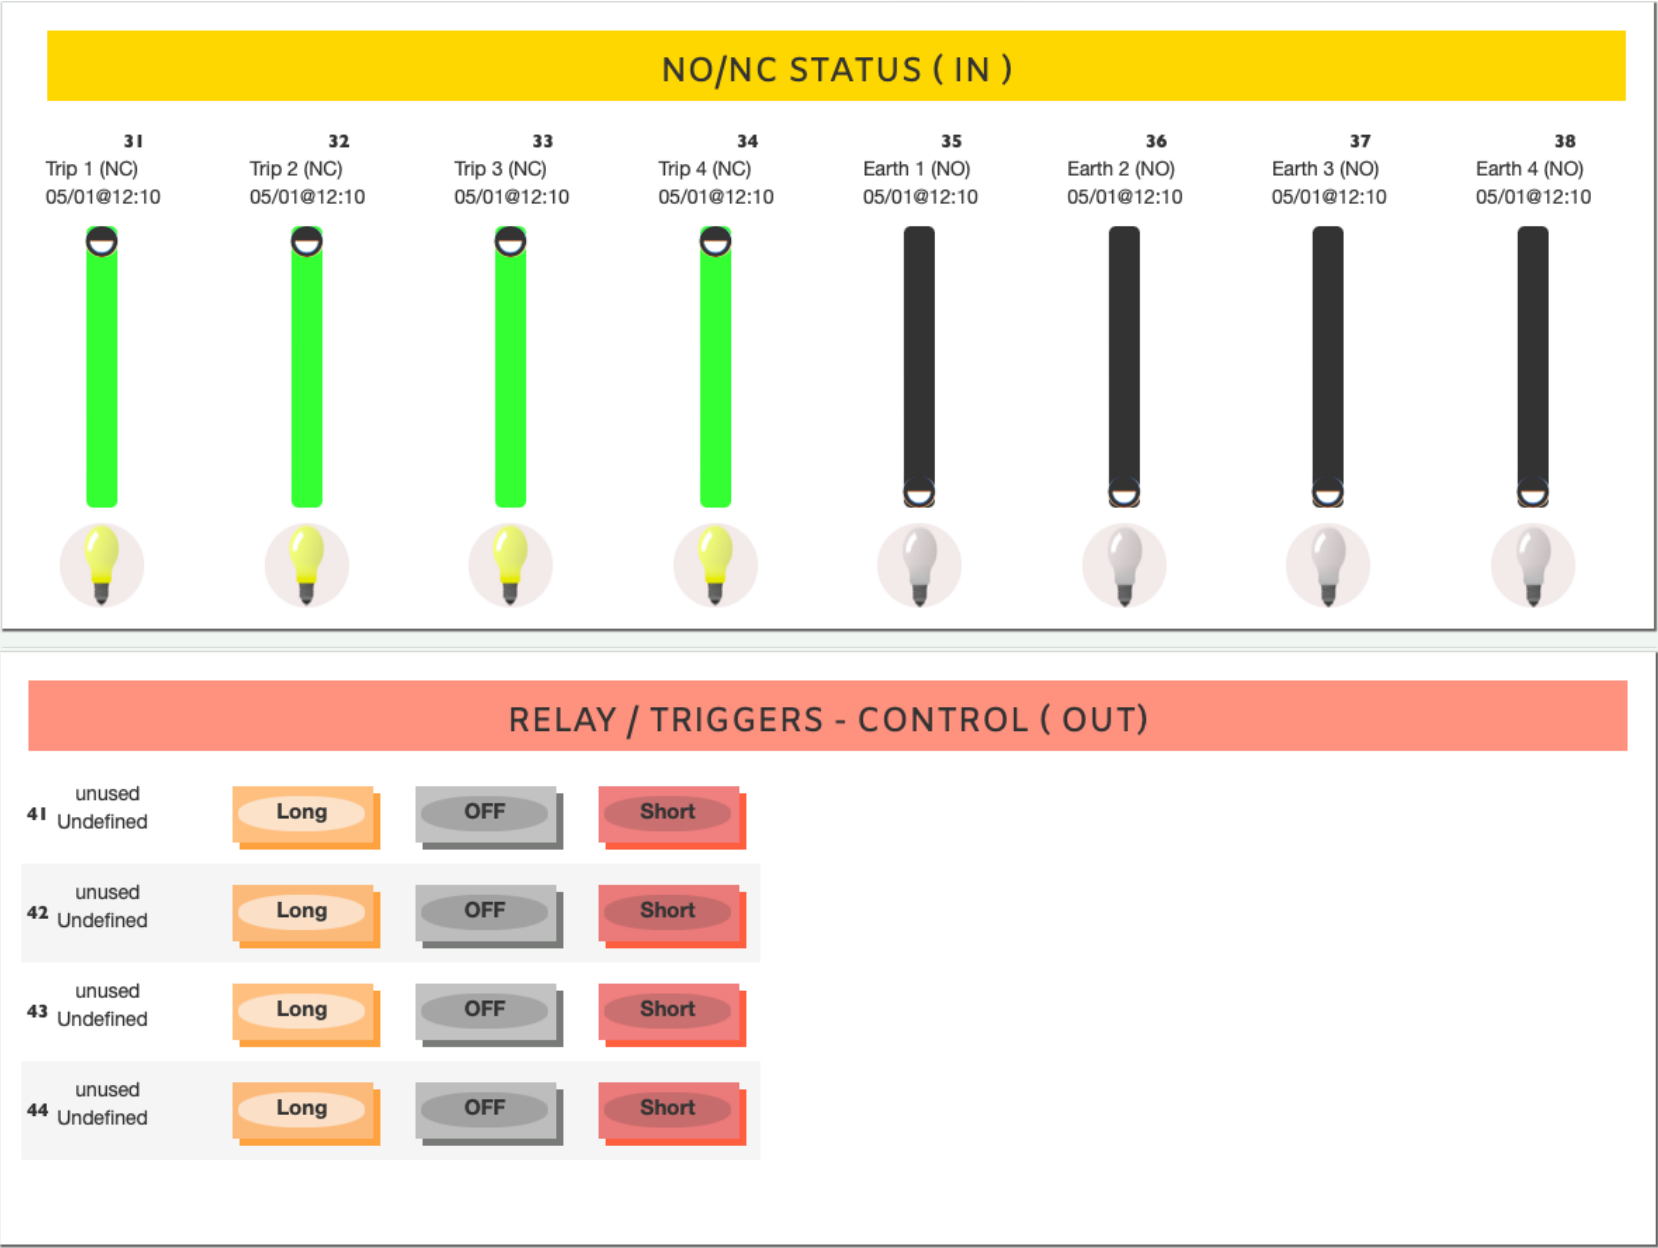 NO/NC STATUS ( IN )
31 32 33 34 35 36 37 38
Trip 1 (NC) Trip 2 (NC) Trip 3 (NC) Trip 4 (NC) Earth 1 (NO) Earth 2 (NO) Earth 3 (NO) Earth 4 (NO)
05/01@12:10 05/01@12:10 05/01@12:10 05/01@12:10 05/01@12:10 05/01@12:10 05/01@12:10 05/01@12:10
RELAY / TRIGGERS - CONTROL ( OUT)
unused
41 Undefined Long OFF Short
unused
42 Undefined Long OFF Short
unused
43 Undefined Long OFF Short
unused
44 Undefined Long OFF Short